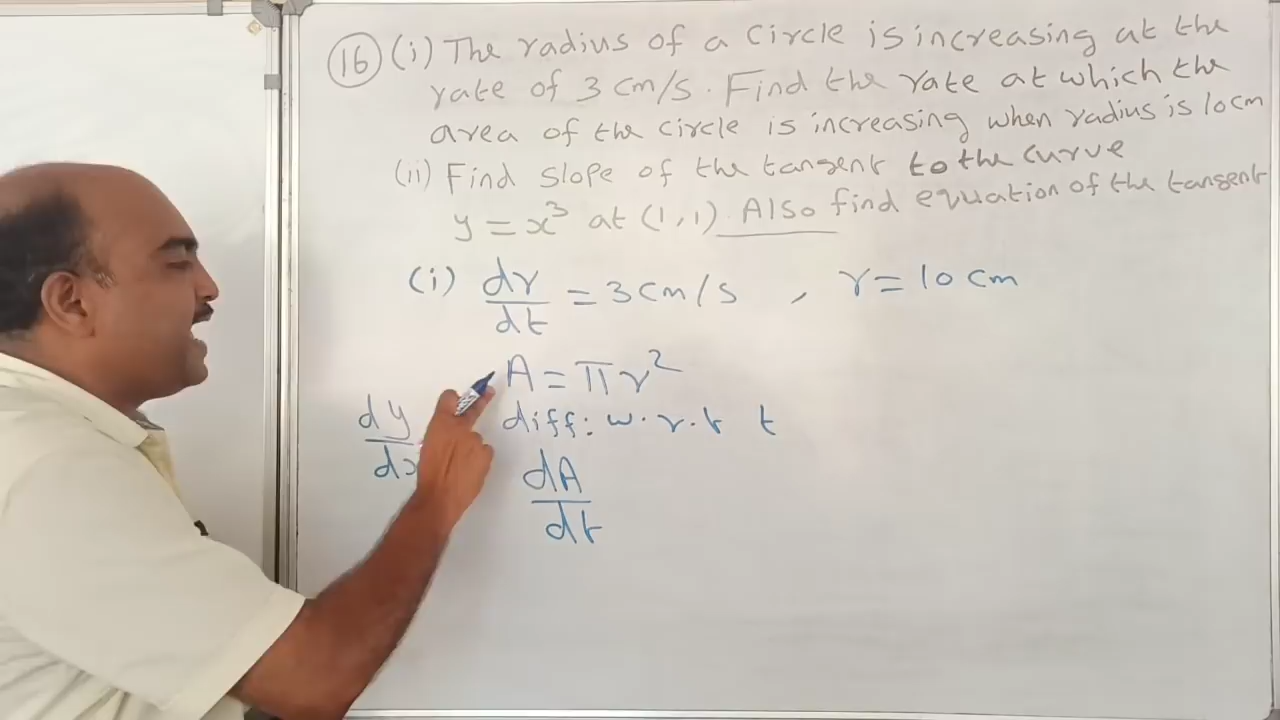 16 (i) The radius of a circle is increasing at the
rate of 3 cm/s. Find the rate at which the
area of the circle is increasing when radius is 10cm
(ii) Find slope of the tangent to the curve
y = x³ at (1,1). Also find equation of the tangent
(i) dr/dt = 3 cm/s , r = 10 cm
A = πr²
diff: w.r.t t
dy/dx
dA/dt